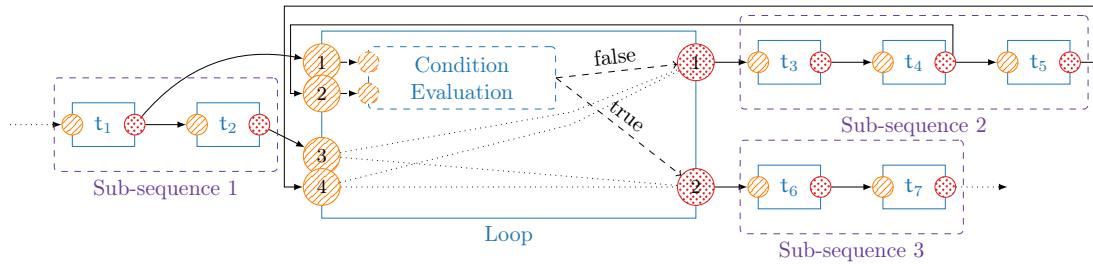 t1
t2
Sub-sequence 1
1
2
3
4
Condition
Evaluation
false
true
1
2
Loop
t3
t4
t5
Sub-sequence 2
t6
t7
Sub-sequence 3